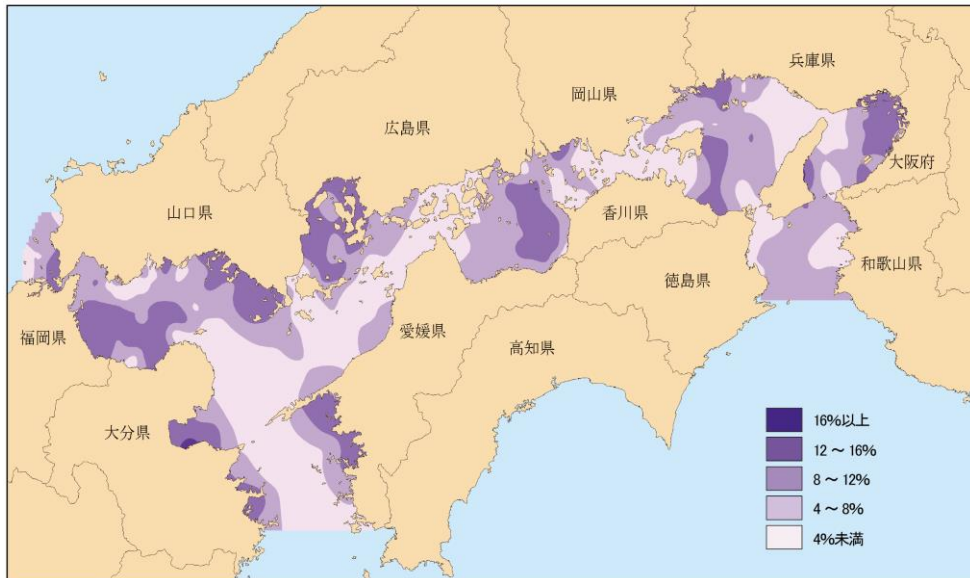 兵庫県
岡山県
広島県
大阪府
山口県
香川県
和歌山県
徳島県
福岡県
愛媛県
高知県
大分県
16%以上
12～16%
8～12%
4～8%
4%未満